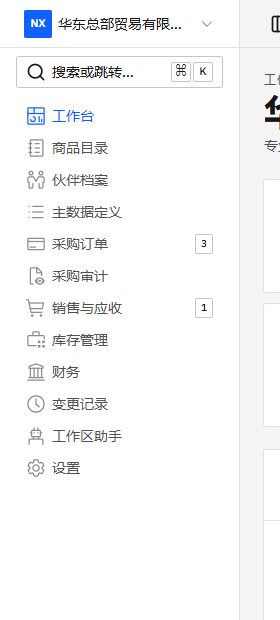 NX 华东总部贸易有限...
搜索或跳转... ⌘ K
工作台
商品目录
伙伴档案
主数据定义
采购订单 3
采购审计
销售与应收 1
库存管理
财务
变更记录
工作区助手
设置